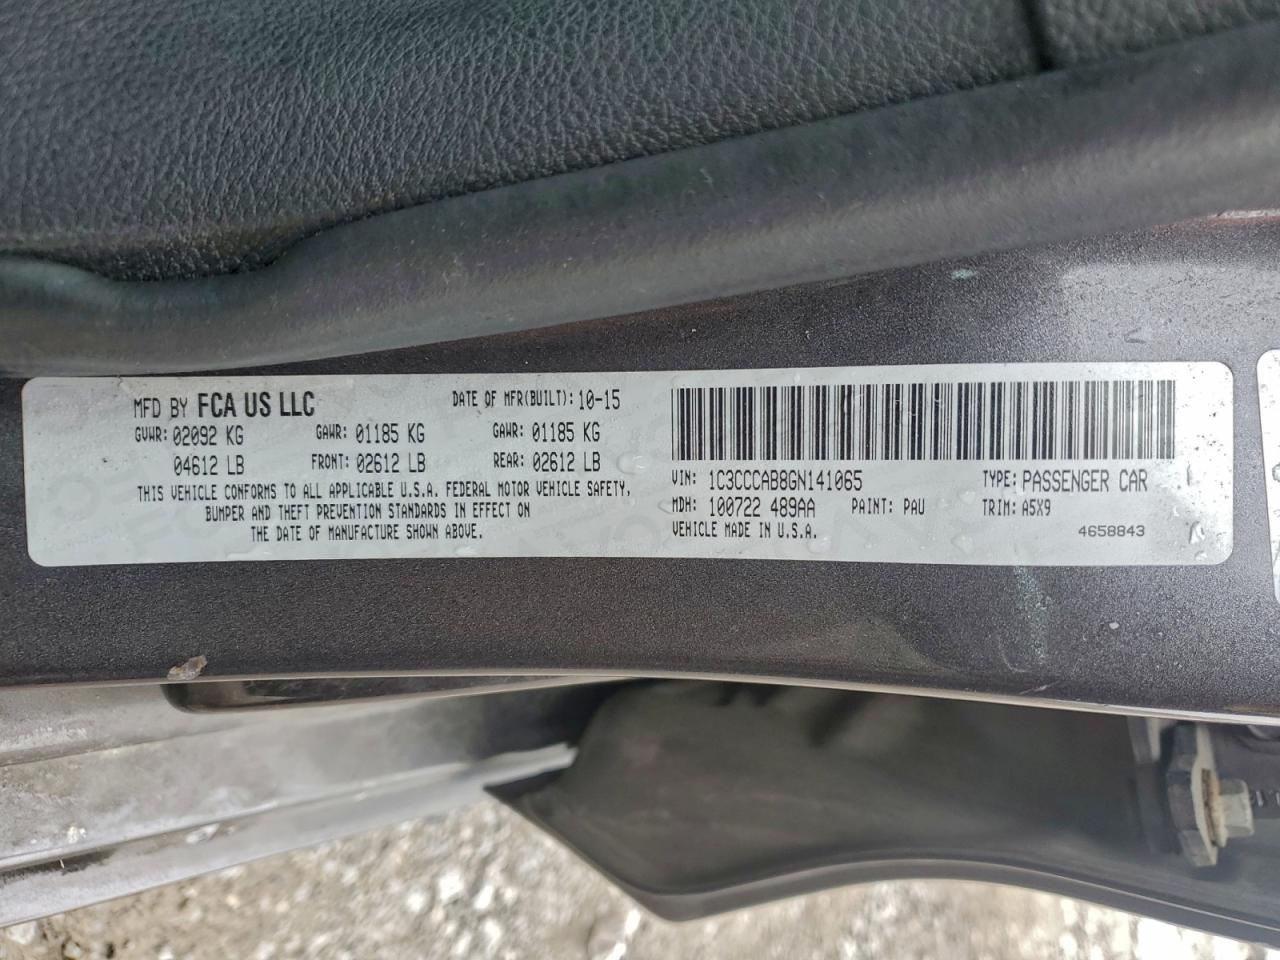 MFD BY FCA US LLC DATE OF MFR(BUILT): 10-15
GVWR: 02092 KG GAWR: 01185 KG GAWR: 01185 KG
04612 LB FRONT: 02612 LB REAR: 02612 LB
THIS VEHICLE CONFORMS TO ALL APPLICABLE U.S.A. FEDERAL MOTOR VEHICLE SAFETY,
BUMPER AND THEFT PREVENTION STANDARDS IN EFFECT ON
THE DATE OF MANUFACTURE SHOWN ABOVE.
VIN: 1C3CCCAB8GN141065 TYPE: PASSENGER CAR
MDH: 100722 489AA PAINT: PAU TRIM: A5X9
VEHICLE MADE IN U.S.A. 4658843